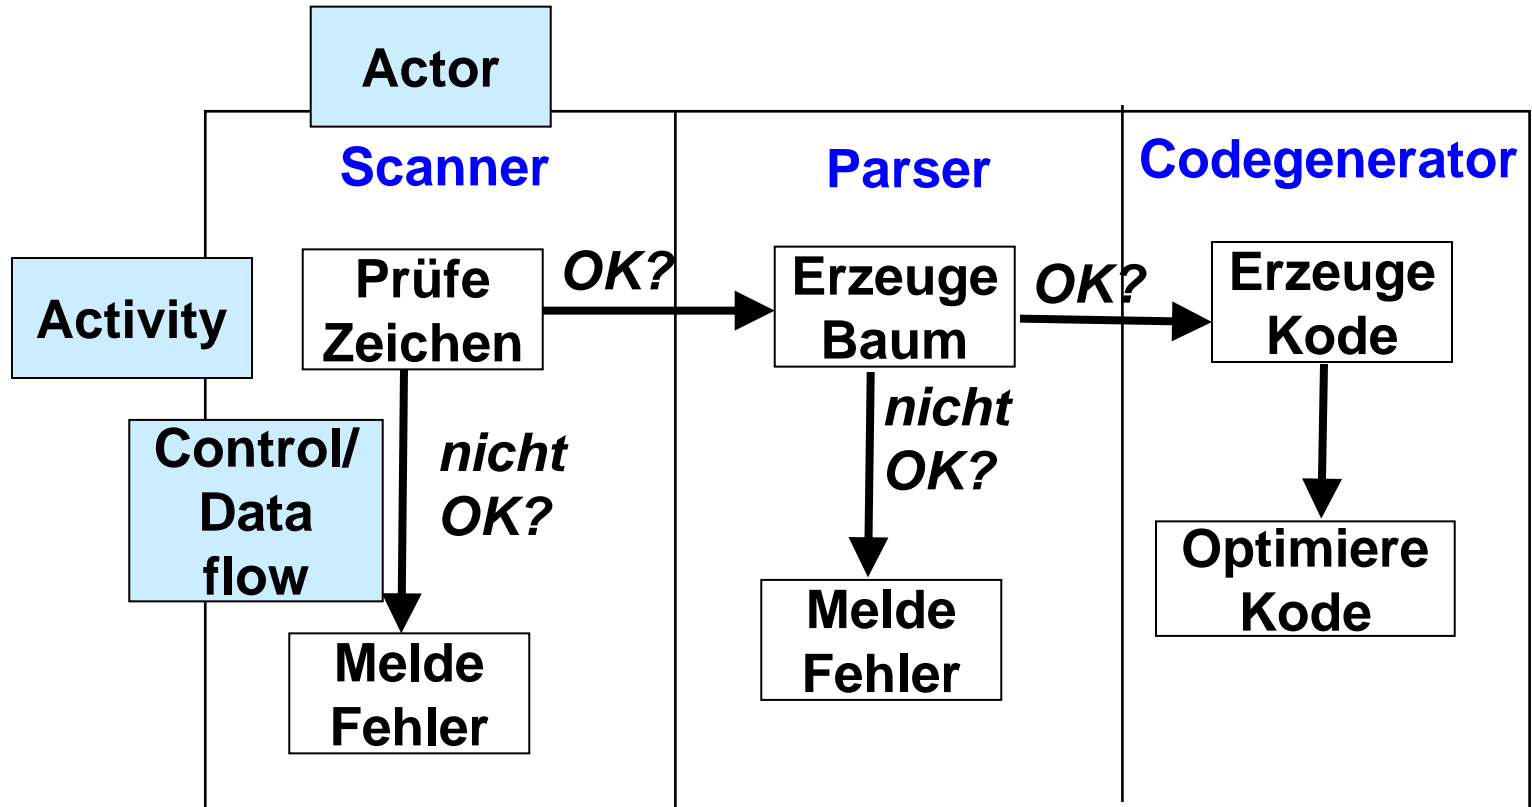 Actor
Scanner
Parser
Codegenerator
Activity
Prüfe
Zeichen
OK?
Erzeuge
Baum
OK?
Erzeuge
Kode
Control/
Data
flow
nicht
OK?
nicht
OK?
Optimiere
Kode
Melde
Fehler
Melde
Fehler